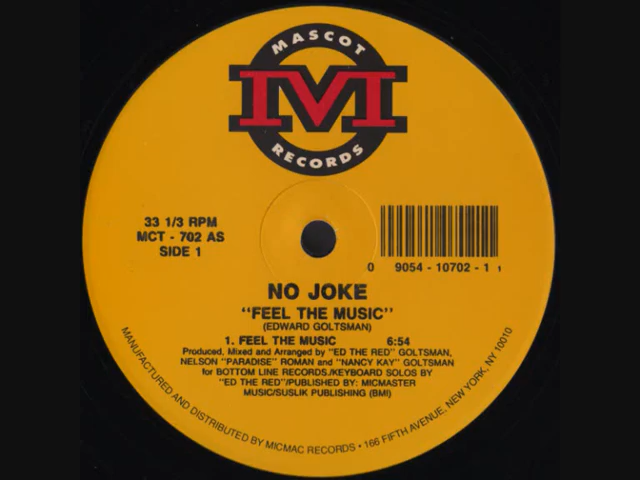 MASCOT
M
RECORDS
33 1/3 RPM
MCT - 702 AS
SIDE 1
0 9054 - 10702 - 1 1
NO JOKE
"FEEL THE MUSIC"
(EDWARD GOLTSMAN)
1. FEEL THE MUSIC 6:54
Produced, Mixed and Arranged by "ED THE RED" GOLTSMAN,
NELSON "PARADISE" ROMAN and "NANCY KAY" GOLTSMAN
for BOTTOM LINE RECORDS./KEYBOARD SOLOS BY
"ED THE RED"/PUBLISHED BY: MICMASTER
MUSIC/SUSLIK PUBLISHING (BMI)
MANUFACTURED AND DISTRIBUTED BY MICMAC RECORDS • 166 FIFTH AVENUE, NEW YORK, NY 10010